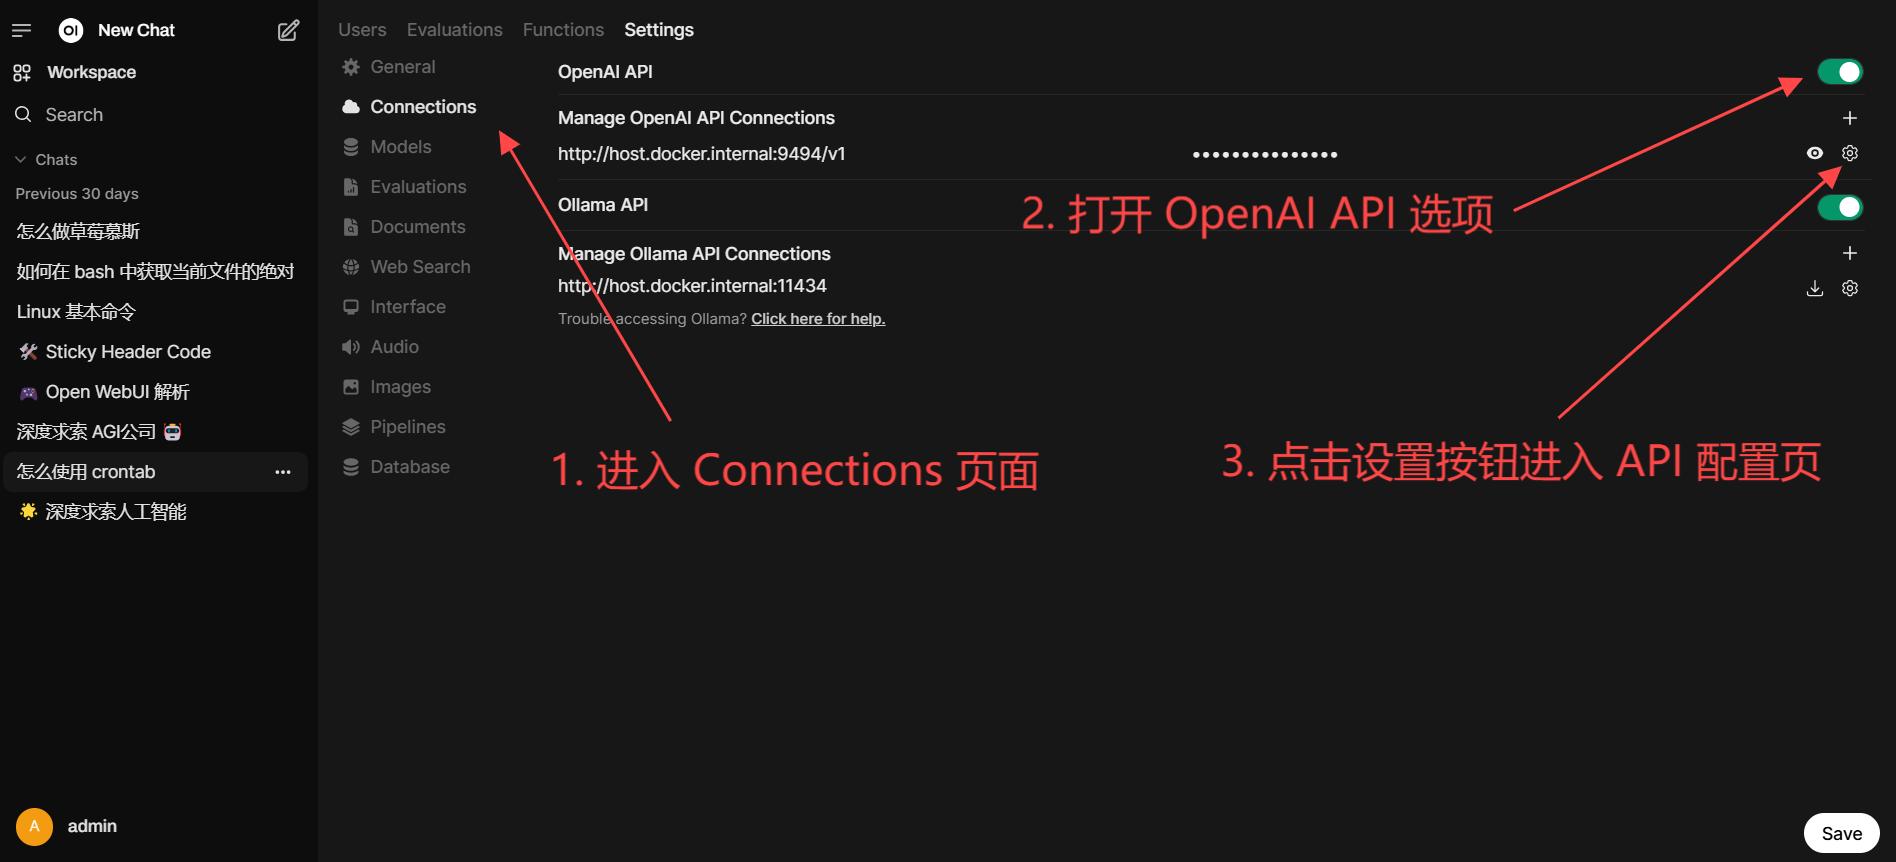 New Chat
Workspace
Search
Chats
Previous 30 days
怎么做草莓慕斯
如何在 bash 中获取当前文件的绝对
Linux 基本命令
🛠️ Sticky Header Code
🎮 Open WebUI 解析
深度求索 AGI公司 🤖
怎么使用 crontab
🌟 深度求索人工智能
A admin
Users Evaluations Functions Settings
General
Connections
Models
Evaluations
Documents
Web Search
Interface
Audio
Images
Pipelines
Database
OpenAI API
Manage OpenAI API Connections
http://host.docker.internal:9494/v1 •••••••••••••••
Ollama API
Manage Ollama API Connections
http://host.docker.internal:11434
Trouble accessing Ollama? Click here for help.
2. 打开 OpenAI API 选项
1. 进入 Connections 页面
3. 点击设置按钮进入 API 配置页
Save